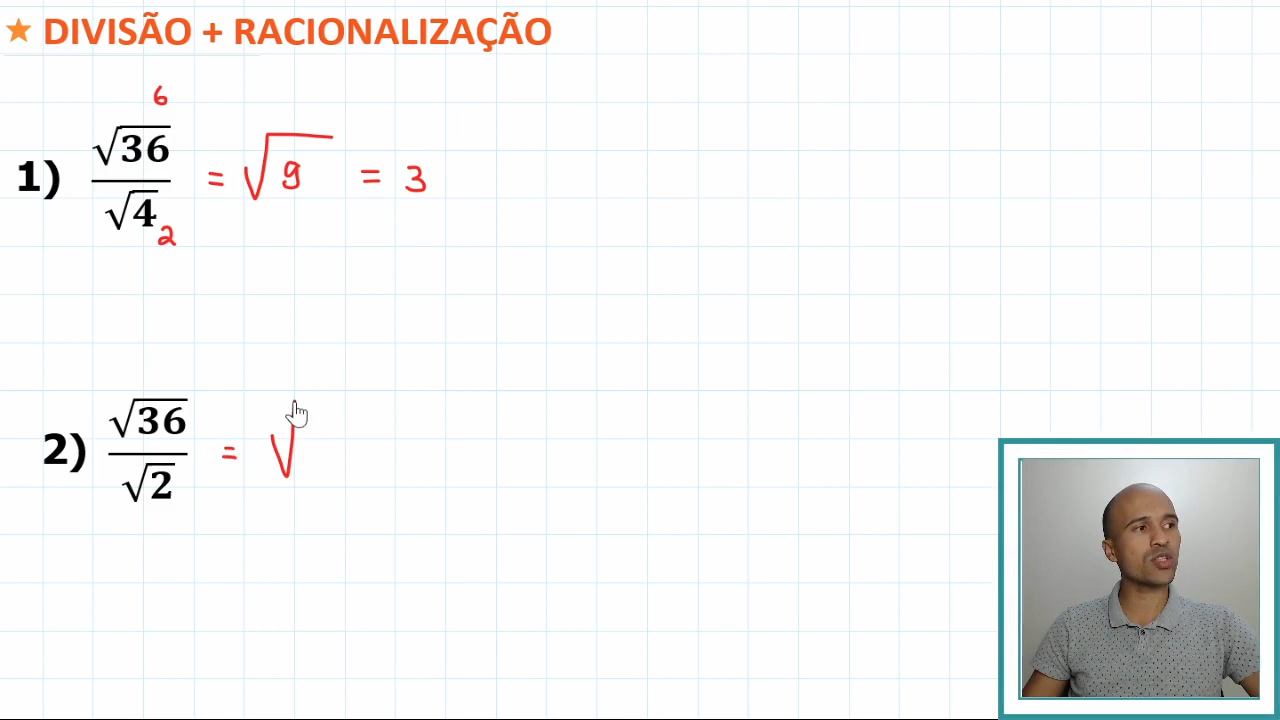 DIVISÃO + RACIONALIZAÇÃO
6
1) √36 / √4 = √9 = 3
2
2) √36 / √2 = √